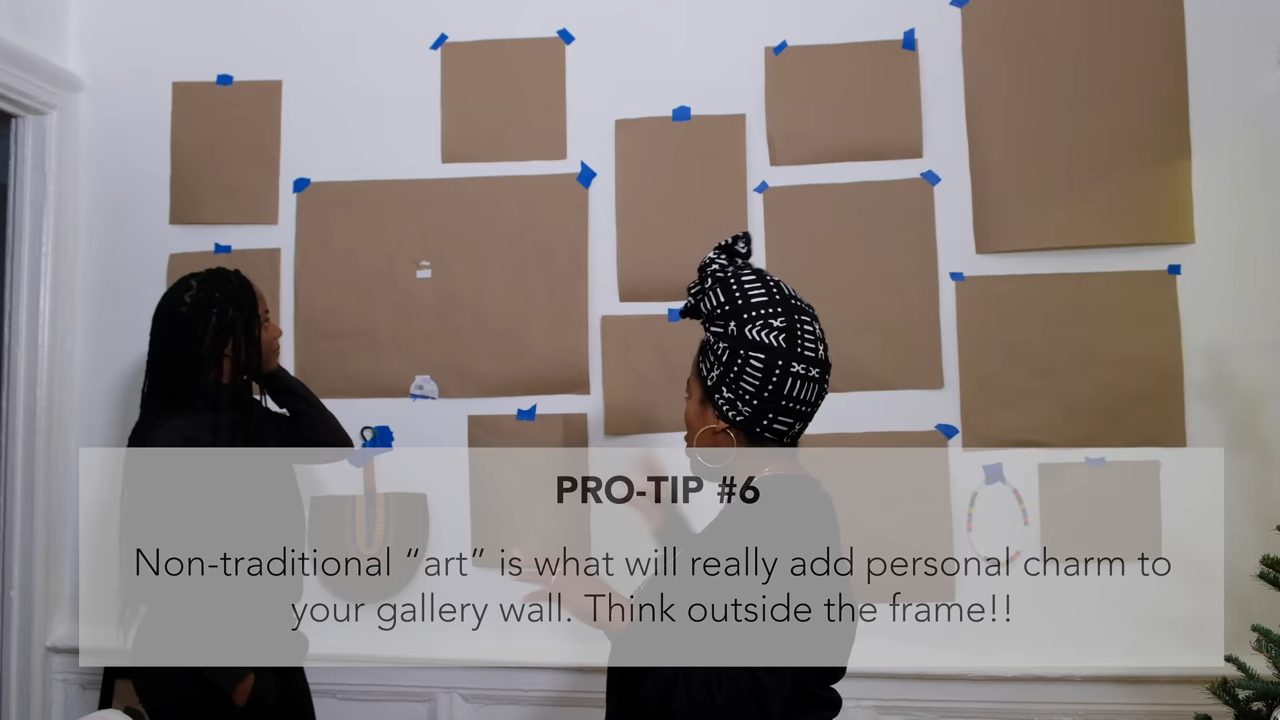 PRO-TIP #6
Non-traditional “art” is what will really add personal charm to
your gallery wall. Think outside the frame!!